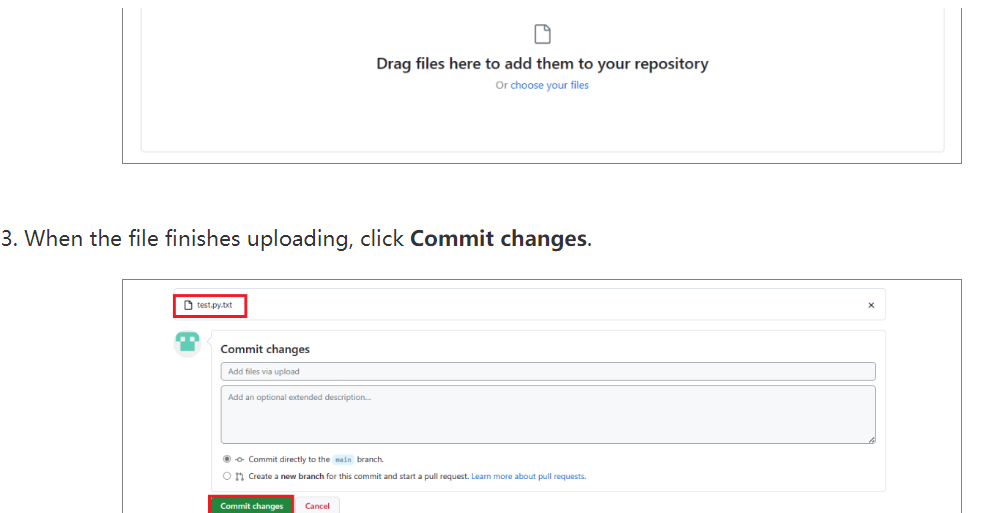 Drag files here to add them to your repository
Or choose your files
3. When the file finishes uploading, click Commit changes.
test.py.txt
Commit changes
Add files via upload
Add an optional extended description...
Commit directly to the main branch.
Create a new branch for this commit and start a pull request. Learn more about pull requests.
Commit changes Cancel